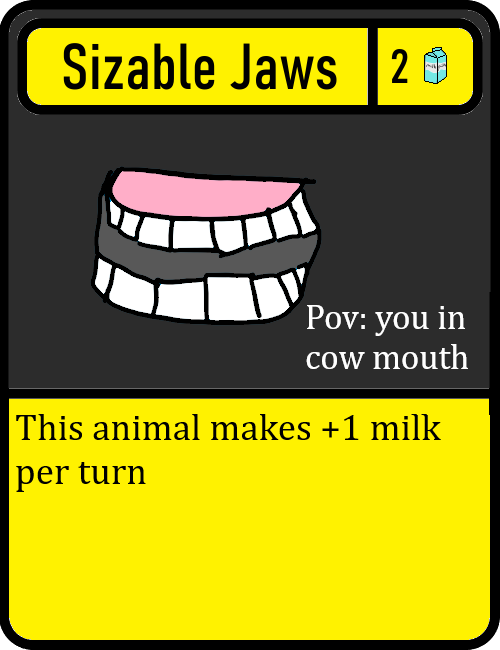 Sizable Jaws 2
Pov: you in
cow mouth
This animal makes +1 milk
per turn